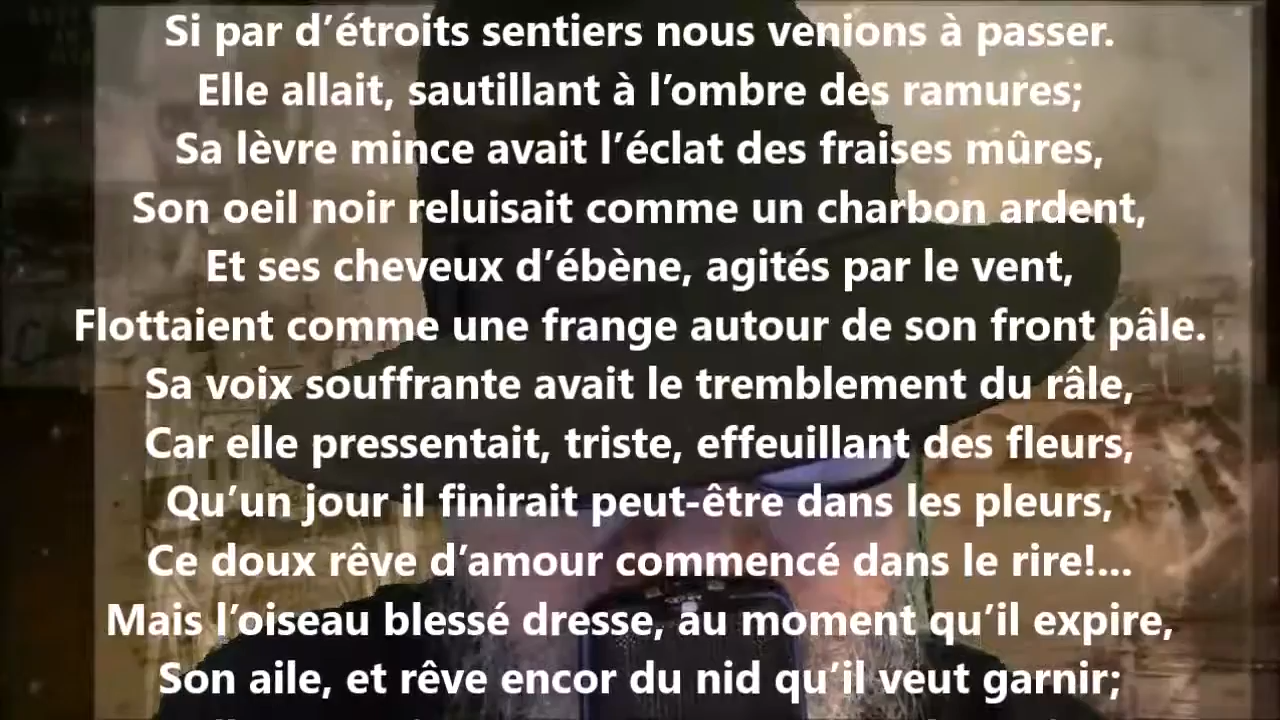 Si par d’étroits sentiers nous venions à passer.
Elle allait, sautillant à l’ombre des ramures;
Sa lèvre mince avait l’éclat des fraises mûres,
Son oeil noir reluisait comme un charbon ardent,
Et ses cheveux d’ébène, agités par le vent,
Flottaient comme une frange autour de son front pâle.
Sa voix souffrante avait le tremblement du râle,
Car elle pressentait, triste, effeuillant des fleurs,
Qu’un jour il finirait peut-être dans les pleurs,
Ce doux rêve d’amour commencé dans le rire!...
Mais l’oiseau blessé dresse, au moment qu’il expire,
Son aile, et rêve encor du nid qu’il veut garnir;